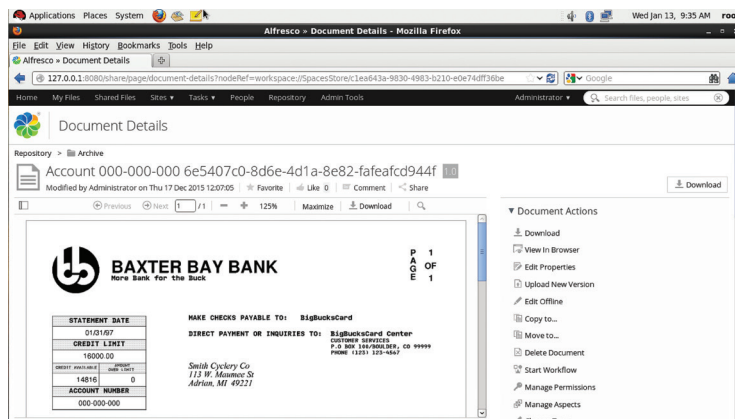 Applications Places System
Wed Jan 13, 9:35 AM roo
Alfresco » Document Details - Mozilla Firefox
File Edit View History Bookmarks Tools Help
Alfresco » Document Details
127.0.0.1:8080/share/page/document-details?nodeRef=workspace://SpacesStore/c1ea643a-9830-4983-b210-e0e74dff36be
Google
Home My Files Shared Files Sites Tasks People Repository Admin Tools Administrator Search files, people, sites
Document Details
Repository > Archive
Account 000-000-000 6e5407c0-8d6e-4d1a-8e82-fafeafcd944f 1.0
Modified by Administrator on Thu 17 Dec 2015 12:07:05 Favorite Like 0 Comment Share
Download
Previous Next 1 / 1 125% Maximize Download
Document Actions
Download
View In Browser
Edit Properties
Upload New Version
Edit Offline
Copy to...
Move to...
Delete Document
Start Workflow
Manage Permissions
Manage Aspects
BAXTER BAY BANK
More Bank for the Buck
PAGE 1 OF 1
STATEMENT DATE
01/31/97
CREDIT LIMIT
16000.00
CREDIT AVAILABLE AMOUNT OVER LIMIT
14816 0
ACCOUNT NUMBER
000-000-000
MAKE CHECKS PAYABLE TO: BigBucksCard
DIRECT PAYMENT OR INQUIRIES TO: BigBucksCard Center
CUSTOMER SERVICES
P.O BOX 100/BOULDER, CO 99999
PHONE (123) 123-4567
Smith Cyclery Co
113 W. Maumee St
Adrian, MI 49221